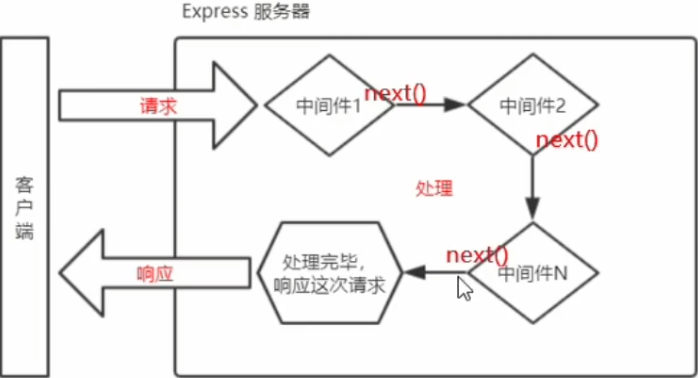 Express 服务器
客户端
请求
中间件1
next()
中间件2
next()
处理
next()
中间件N
处理完毕，
响应这次请求
响应